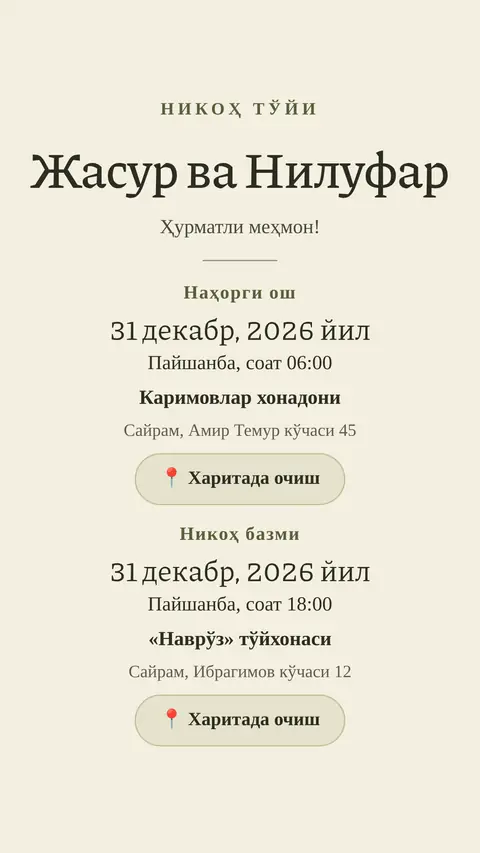 НИКОҲ ТЎЙИ
Жасур ва Нилуфар
Ҳурматли меҳмон!
Наҳорги ош
31 декабр, 2026 йил
Пайшанба, соат 06:00
Каримовлар хонадони
Сайрам, Амир Темур кўчаси 45
📍 Харитада очиш
Никоҳ базми
31 декабр, 2026 йил
Пайшанба, соат 18:00
«Наврўз» тўйхонаси
Сайрам, Ибрагимов кўчаси 12
📍 Харитада очиш